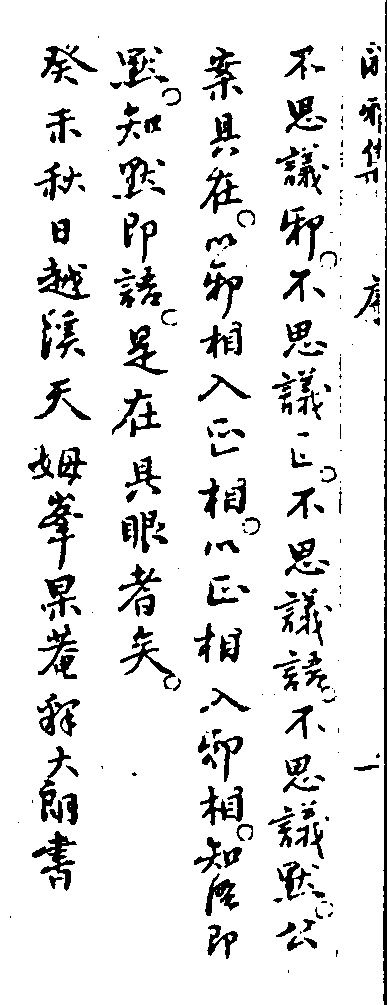 集 序 一
不思議邪。不思議正。不思議語。不思議默。公
案具在。以邪相入正相。以正相入邪相。知語即
默。知默即語。是在具眼者矣。
癸未秋日越溪天姥峯杲菴釋大朗書